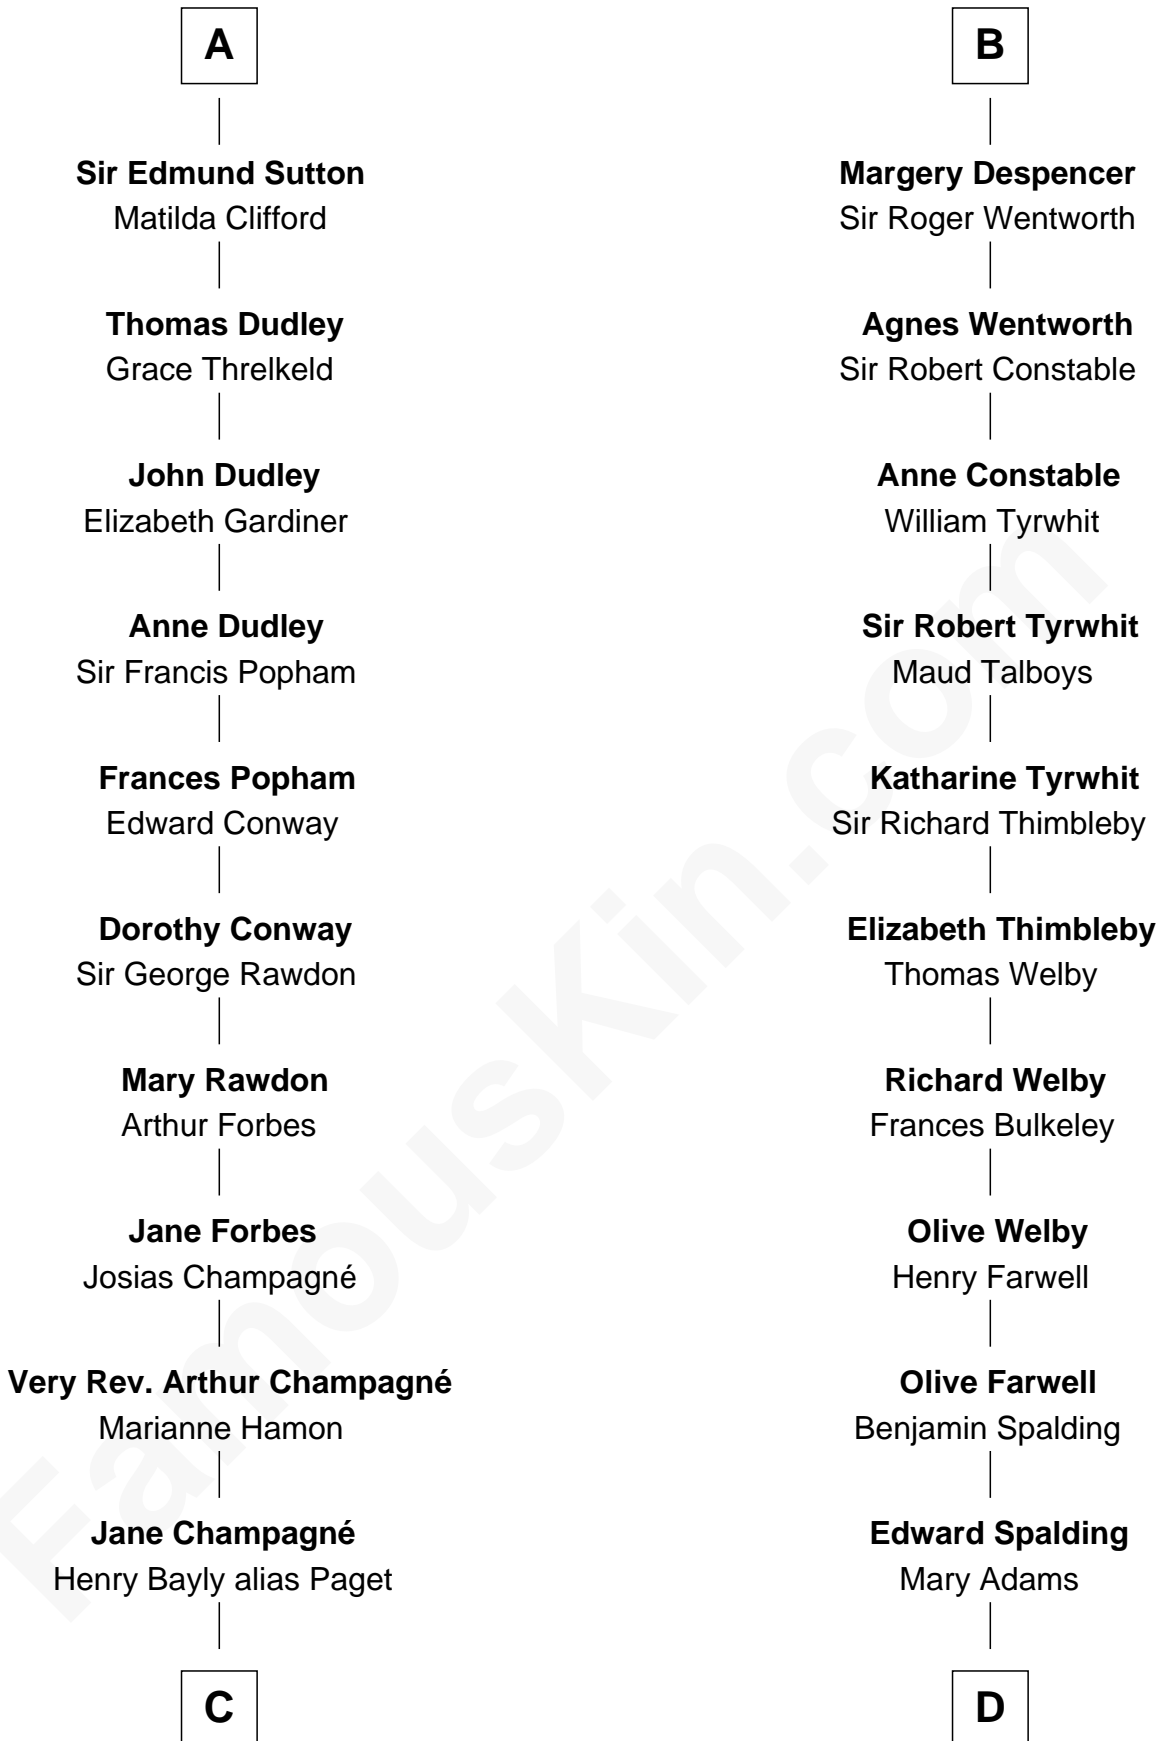 A
Sir Edmund Sutton
Matilda Clifford
Thomas Dudley
Grace Threlkeld
John Dudley
Elizabeth Gardiner
Anne Dudley
Sir Francis Popham
Frances Popham
Edward Conway
Dorothy Conway
Sir George Rawdon
Mary Rawdon
Arthur Forbes
Jane Forbes
Josias Champagné
Very Rev. Arthur Champagné
Marianne Hamon
Jane Champagné
Henry Bayly alias Paget
C
B
Margery Despencer
Sir Roger Wentworth
Agnes Wentworth
Sir Robert Constable
Anne Constable
William Tyrwhit
Sir Robert Tyrwhit
Maud Talboys
Katharine Tyrwhit
Sir Richard Thimbleby
Elizabeth Thimbleby
Thomas Welby
Richard Welby
Frances Bulkeley
Olive Welby
Henry Farwell
Olive Farwell
Benjamin Spalding
Edward Spalding
Mary Adams
D
FamousKin.com